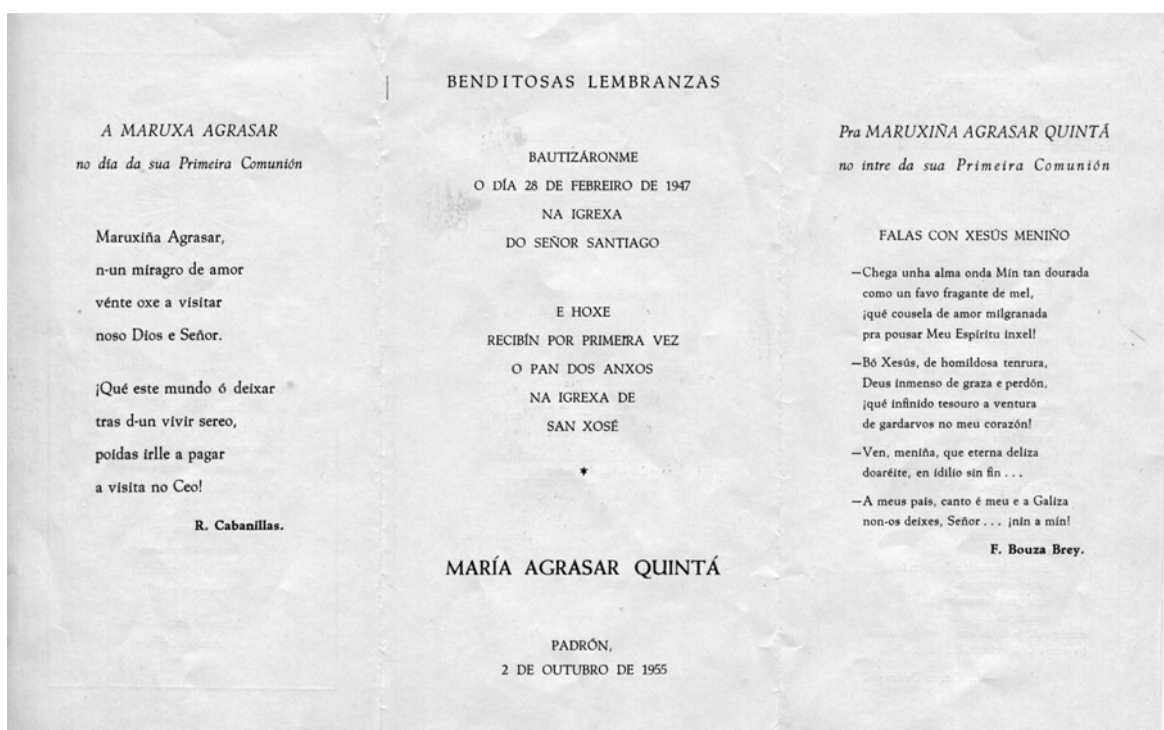 A MARUXA AGRASAR
no día da sua Primeira Comunión
Maruxiña Agrasar,
n-un miragro de amor
vénte oxe a visitar
noso Dios e Señor.
¡Qué este mundo ó deixar
tras d-un vivir sereo,
poidas irlle a pagar
a visita no Ceo!
R. Cabanillas.
BENDITOSAS LEMBRANZAS
BAUTIZÁRONME
O DÍA 28 DE FEBREIRO DE 1947
NA IGREXA
DO SEÑOR SANTIAGO
E HOXE
RECIBÍN POR PRIMEIRA VEZ
O PAN DOS ANXOS
NA IGREXA DE
SAN XOSÉ
*
MARÍA AGRASAR QUINTÁ
PADRÓN,
2 DE OUTUBRO DE 1955
Pra MARUXIÑA AGRASAR QUINTÁ
no intre da sua Primeira Comunión
FALAS CON XESÚS MENIÑO
—Chega unha alma onda Min tan dourada
como un favo fragante de mel,
¡qué cousela de amor milgranada
pra pousar Meu Espíritu inxel!
—Bó Xesús, de homildosa tenrura,
Deus inmenso de graza e perdón,
¡qué infinido tesouro a ventura
de gardarvos no meu corazón!
—Ven, meniña, que eterna deliza
doaréite, en idilio sin fin . . .
—A meus pais, canto é meu e a Galiza
non-os deixes, Señor . . . ¡nin a min!
F. Bouza Brey.